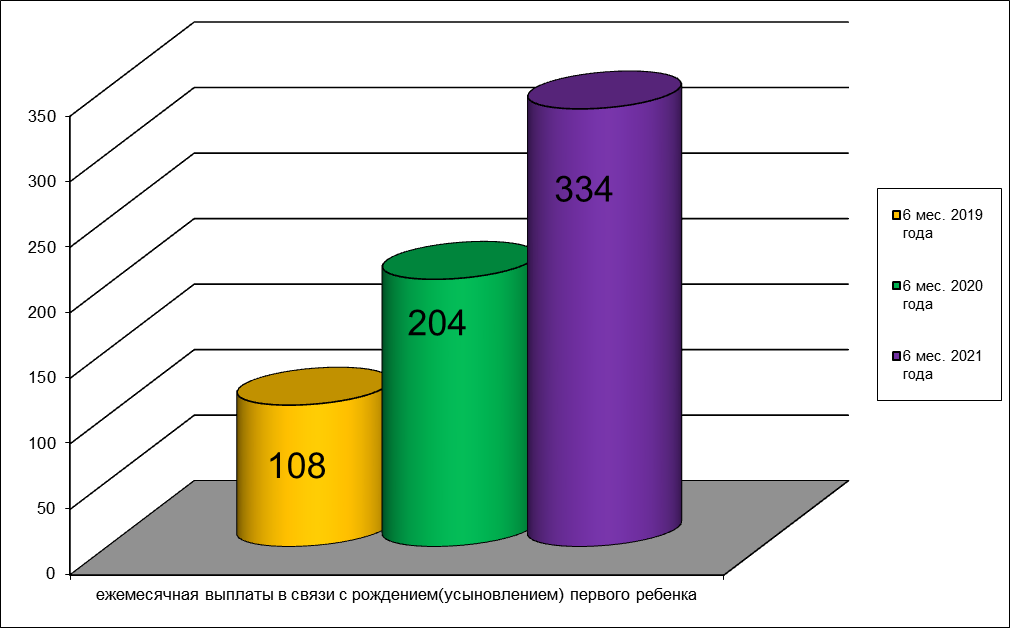 350
300
250
200
150
100
50
0
334
204
108
ежемесячная выплаты в связи с рождением(усыновлением) первого ребенка
6 мес. 2019
года
6 мес. 2020
года
6 мес. 2021
года